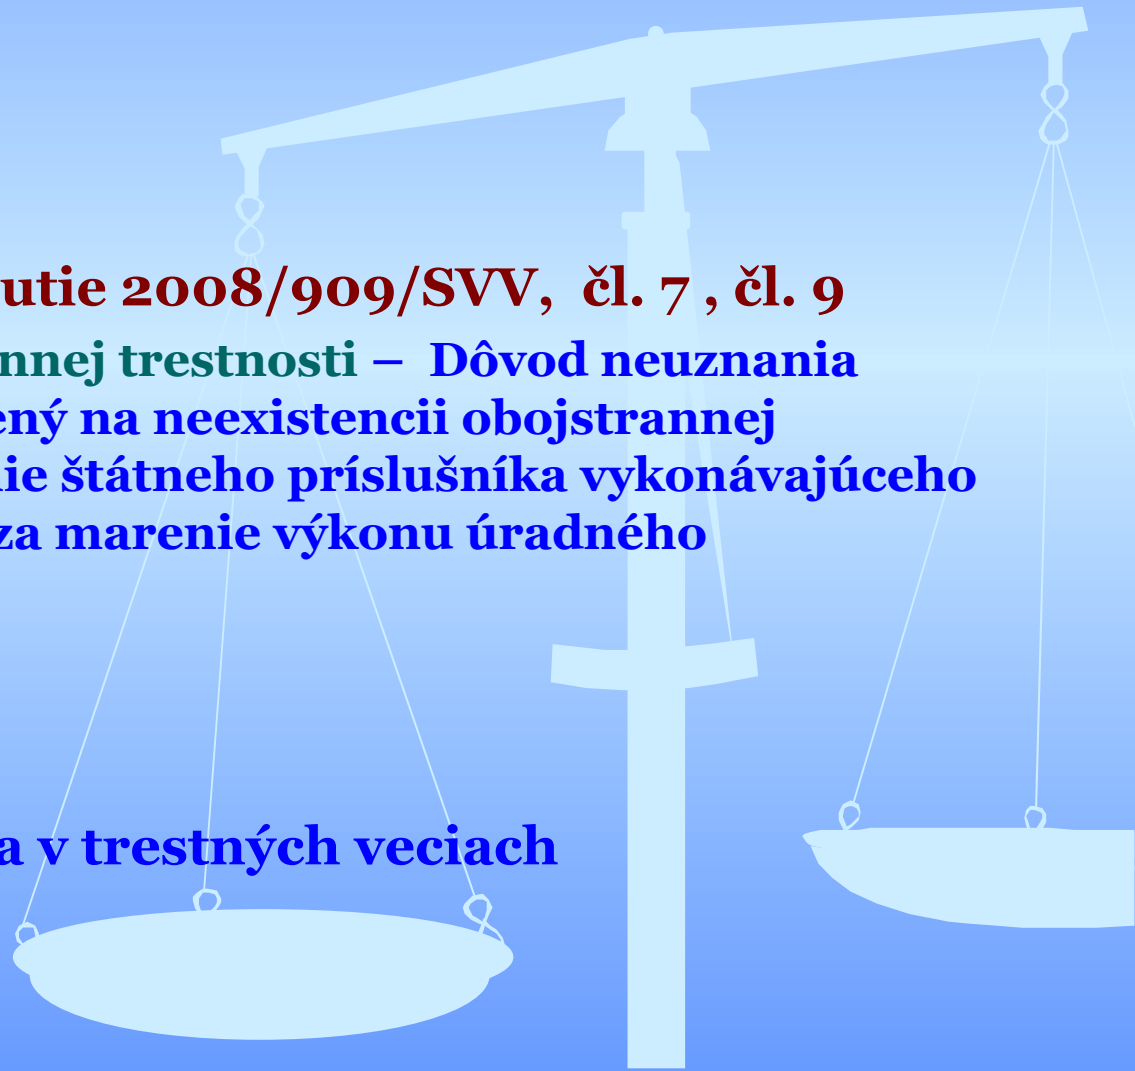 utie 2008/909/SVV, čl. 7 , čl. 9
nnej trestnosti – Dôvod neuznania
ený na neexistencii obojstrannej
ie štátneho príslušníka vykonávajúceho
za marenie výkonu úradného
a v trestných veciach